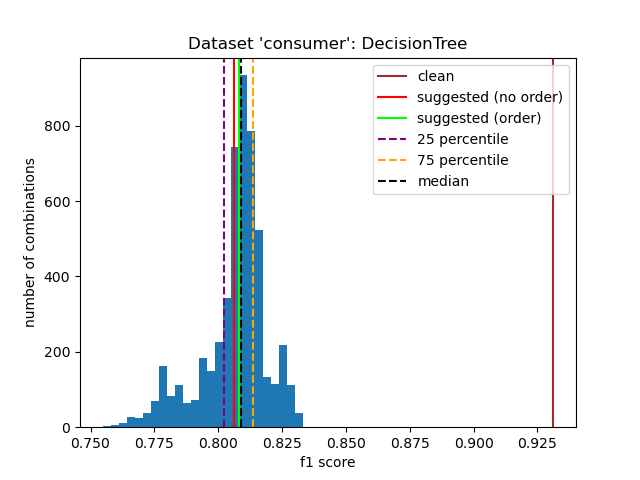 Dataset 'consumer': DecisionTree
clean
suggested (no order)
suggested (order)
25 percentile
75 percentile
median
number of combinations
800
600
400
200
0
0.750 0.775 0.800 0.825 0.850 0.875 0.900 0.925
f1 score